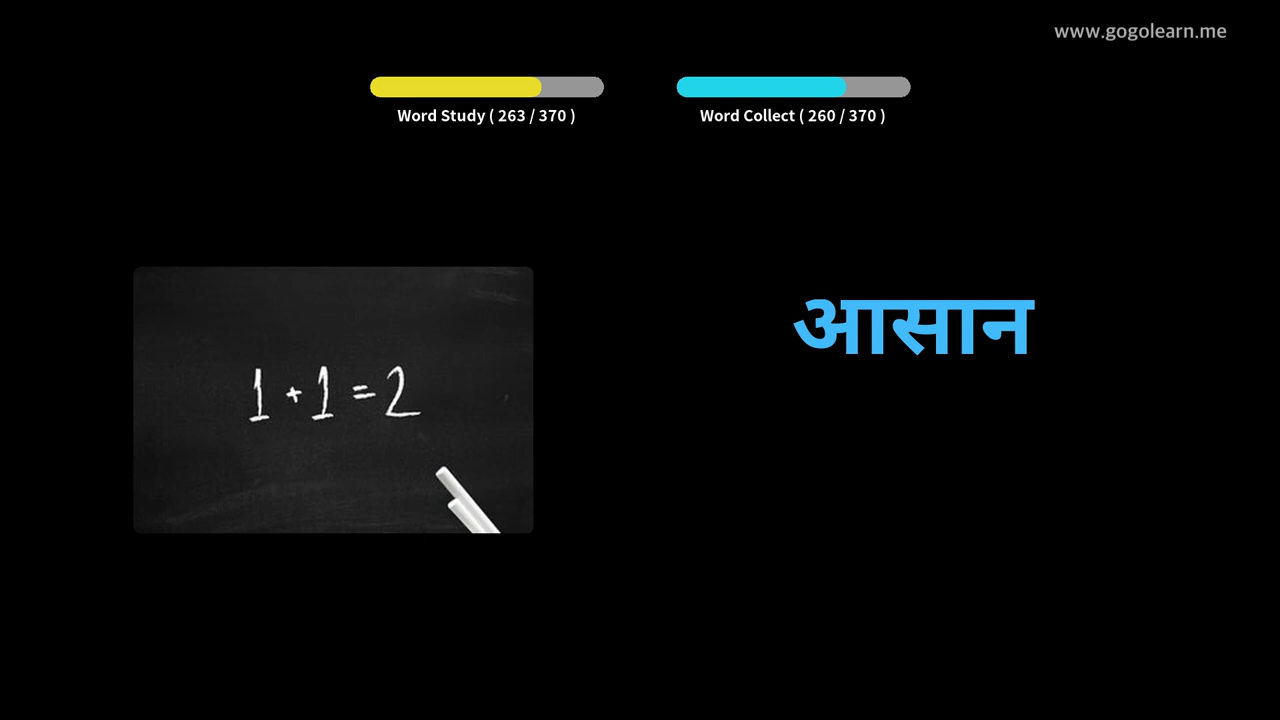 www.gogolearn.me
Word Study ( 263 / 370 )
Word Collect ( 260 / 370 )
1 + 1 = 2
आसान